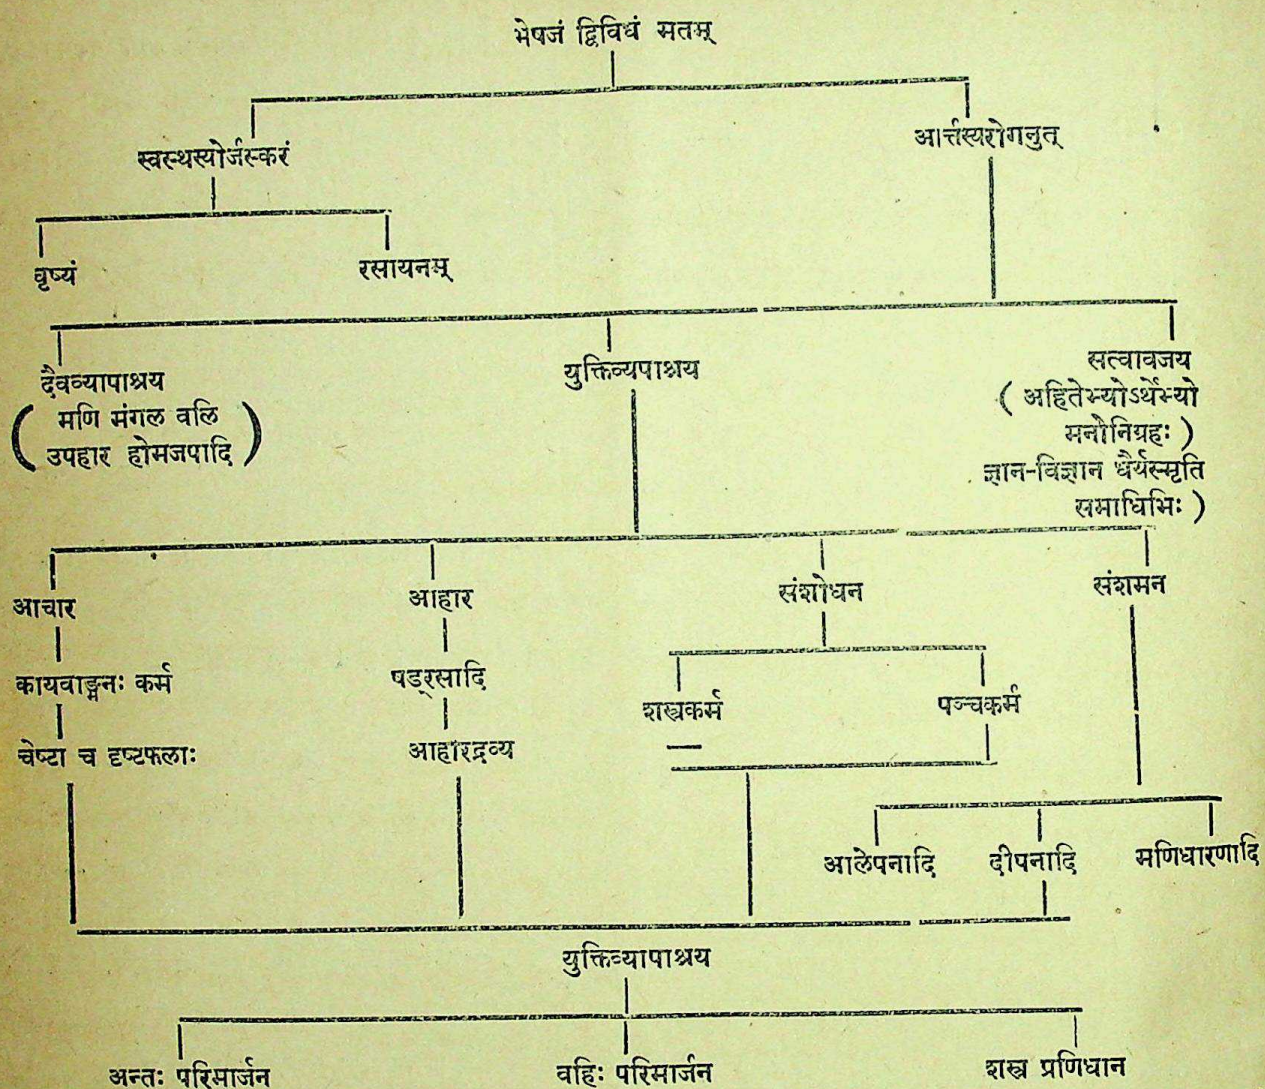 भेषजं द्विविधं मतम्
स्वस्थस्योर्जस्करं
आर्त्तस्यरोगनुत्
वृष्यं
रसायनम्
दैवव्यापाश्रय
( मणि मंगल वलि
उपहार होमजपादि )
युक्तिव्यपाश्रय
सत्वावजय
( अहितेभ्योऽर्थेभ्यो
मनोनिग्रहः )
ज्ञान-विज्ञान धैर्यस्मृति
समाधिभिः )
आचार
आहार
संशोधन
संशमन
कायवाङ्मनः कर्म
षड्रसादि
शस्त्रकर्म
पञ्चकर्म
चेष्टा च दृष्टफलाः
आहारद्रव्य
आलेपनादि
दीपनादि
मणिधारणादि
युक्तिव्यापाश्रय
अन्तः परिमार्जन
वहिः परिमार्जन
शस्त्र प्रणिधान